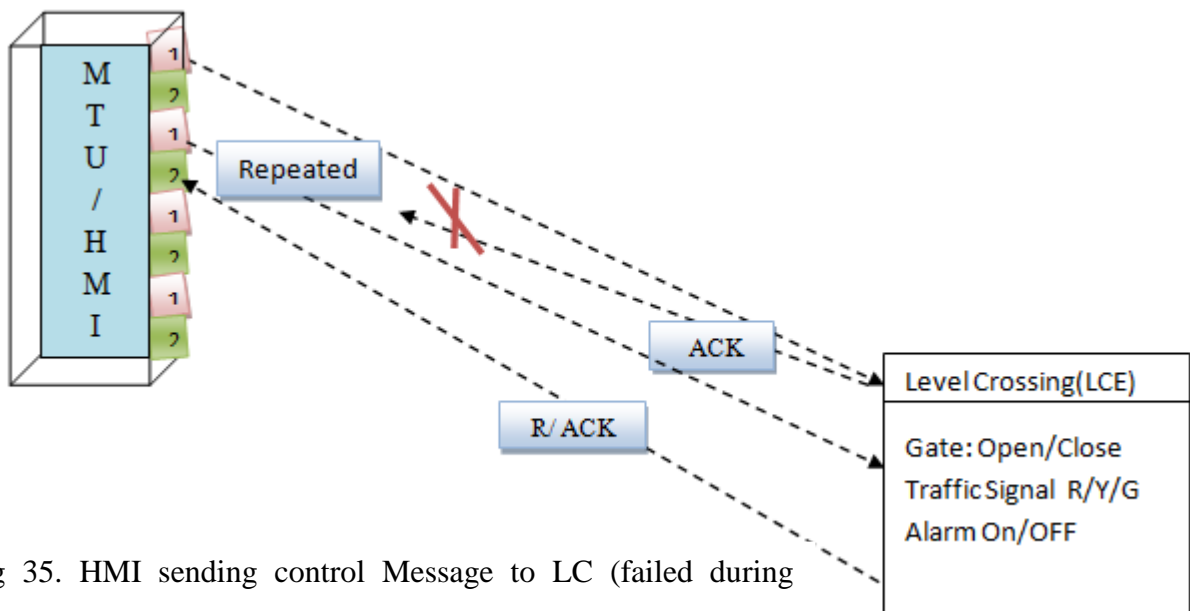 M
T
U
/
H
M
I
1
2
1
2
1
2
1
2
Repeated
ACK
R/ ACK
Level Crossing(LCE)
Gate: Open/Close
Traffic Signal R/Y/G
Alarm On/OFF
35. HMI sending control Message to LC (failed during